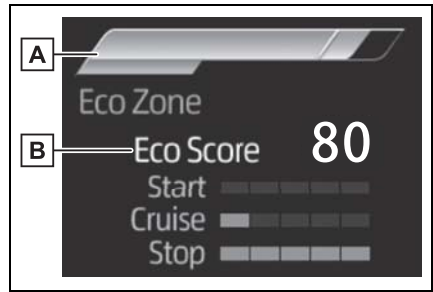 A
Eco Zone
B
Eco Score 80
Start
Cruise
Stop